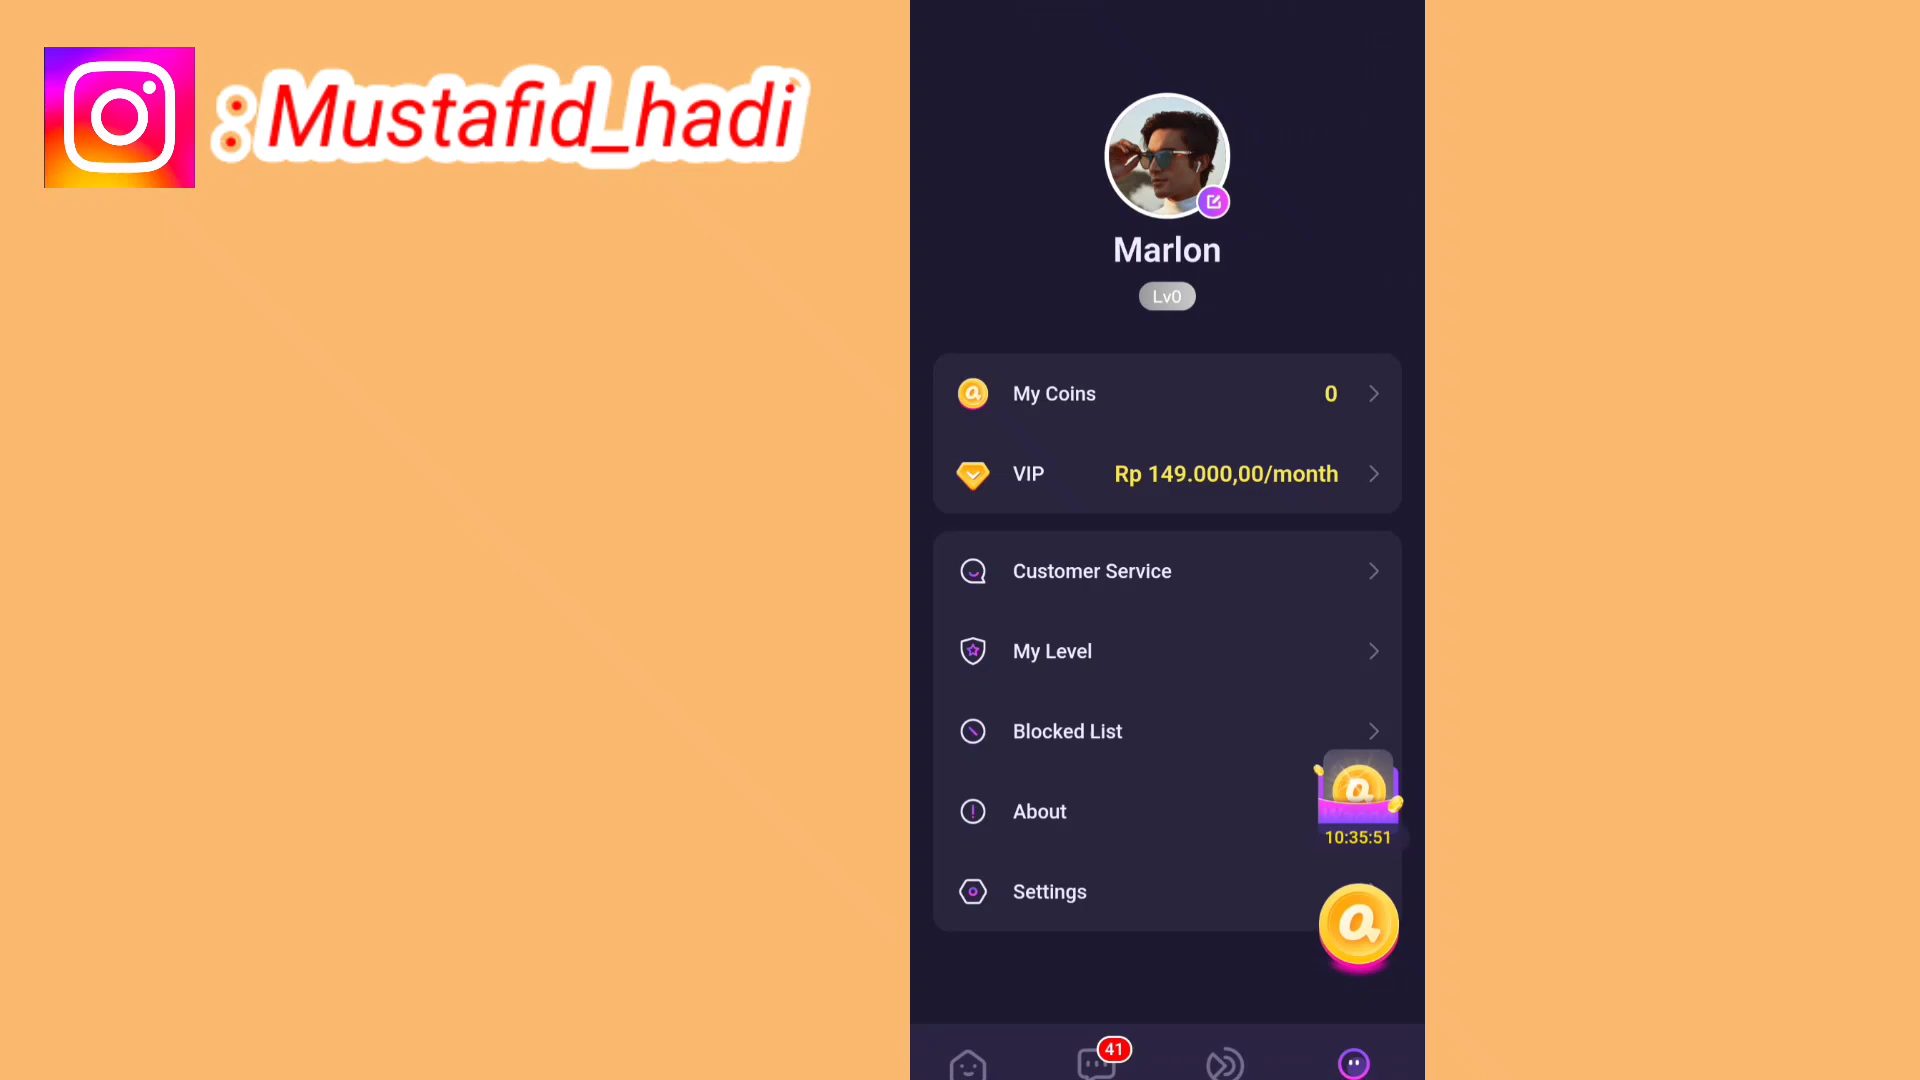 :Mustafid_hadi
Marlon
Lv0
My Coins 0
VIP Rp 149.000,00/month
Customer Service
My Level
Blocked List
About
10:35:51
Settings
41